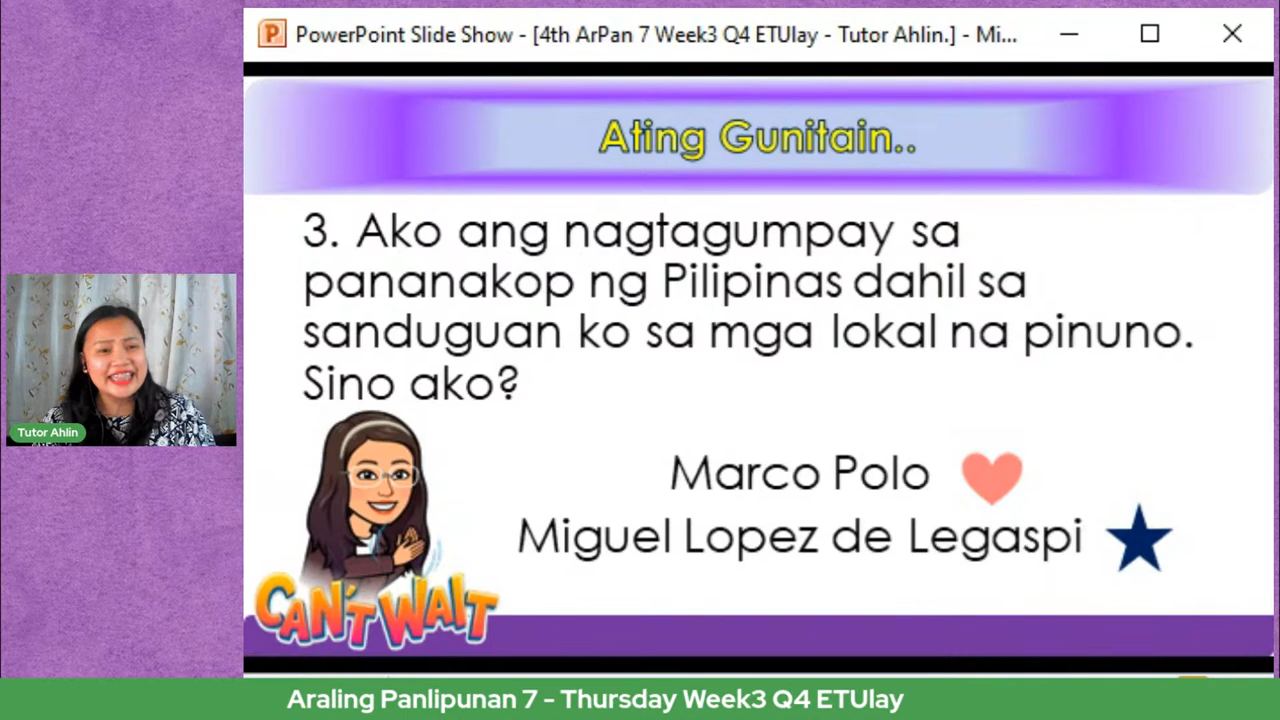 PowerPoint Slide Show - [4th ArPan 7 Week3 Q4 ETUlay - Tutor Ahlin.] - Mi...
Ating Gunitain..
3. Ako ang nagtagumpay sa
pananakop ng Pilipinas dahil sa
sanduguan ko sa mga lokal na pinuno.
Sino ako?
Tutor Ahlin
Marco Polo
Miguel Lopez de Legaspi
CAN'T WAIT
Araling Panlipunan 7 - Thursday Week3 Q4 ETUlay